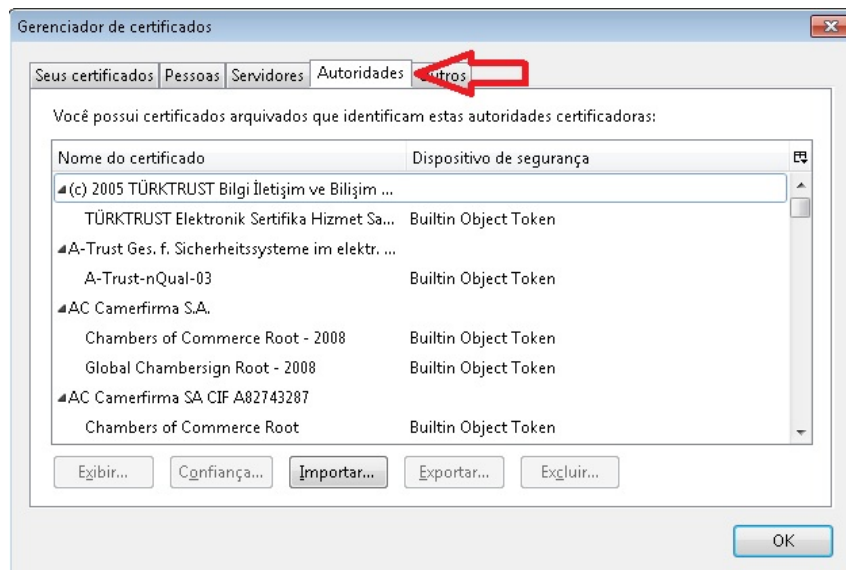 Gerenciador de certificados
Seus certificados Pessoas Servidores Autoridades Outros
Você possui certificados arquivados que identificam estas autoridades certificadoras:
Nome do certificado Dispositivo de segurança
(c) 2005 TÜRKTRUST Bilgi İletişim ve Bilişim ...
TÜRKTRUST Elektronik Sertifika Hizmet Sa... Builtin Object Token
A-Trust Ges. f. Sicherheitssysteme im elektr. ...
A-Trust-nQual-03 Builtin Object Token
AC Camerfirma S.A.
Chambers of Commerce Root - 2008 Builtin Object Token
Global Chambersign Root - 2008 Builtin Object Token
AC Camerfirma SA CIF A82743287
Chambers of Commerce Root Builtin Object Token
Exibir... Confiança... Importar... Exportar... Excluir...
OK